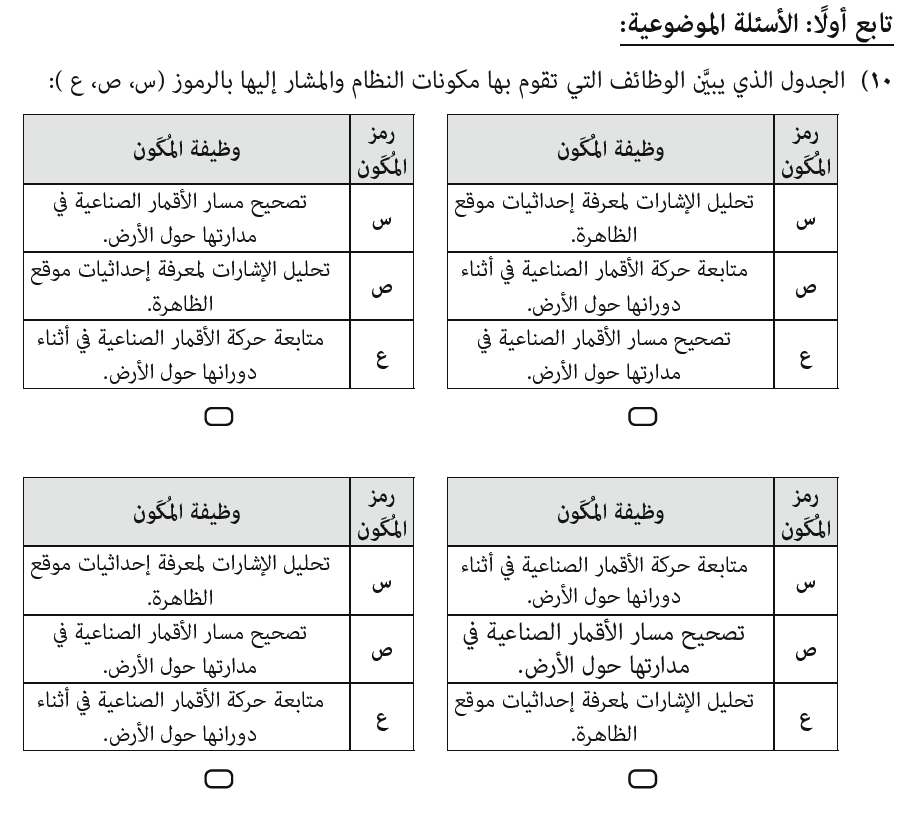 تابع أولًا: الأسئلة الموضوعية:
١٠) الجدول الذي يبيَّن الوظائف التي تقوم بها مكونات النظام والمشار إليها بالرموز (س، ص، ع ):
رمز المُكَون وظيفة المُكَون
س تحليل الإشارات لمعرفة إحداثيات موقع
الظاهرة.
ص متابعة حركة الأقمار الصناعية في أثناء
دورانها حول الأرض.
ع تصحيح مسار الأقمار الصناعية في
مدارتها حول الأرض.
رمز المُكَون وظيفة المُكَون
س تصحيح مسار الأقمار الصناعية في
مدارتها حول الأرض.
ص تحليل الإشارات لمعرفة إحداثيات موقع
الظاهرة.
ع متابعة حركة الأقمار الصناعية في أثناء
دورانها حول الأرض.
رمز المُكَون وظيفة المُكَون
س متابعة حركة الأقمار الصناعية في أثناء
دورانها حول الأرض.
ص تصحيح مسار الأقمار الصناعية في
مدارتها حول الأرض.
ع تحليل الإشارات لمعرفة إحداثيات موقع
الظاهرة.
رمز المُكَون وظيفة المُكَون
س تحليل الإشارات لمعرفة إحداثيات موقع
الظاهرة.
ص تصحيح مسار الأقمار الصناعية في
مدارتها حول الأرض.
ع متابعة حركة الأقمار الصناعية في أثناء
دورانها حول الأرض.